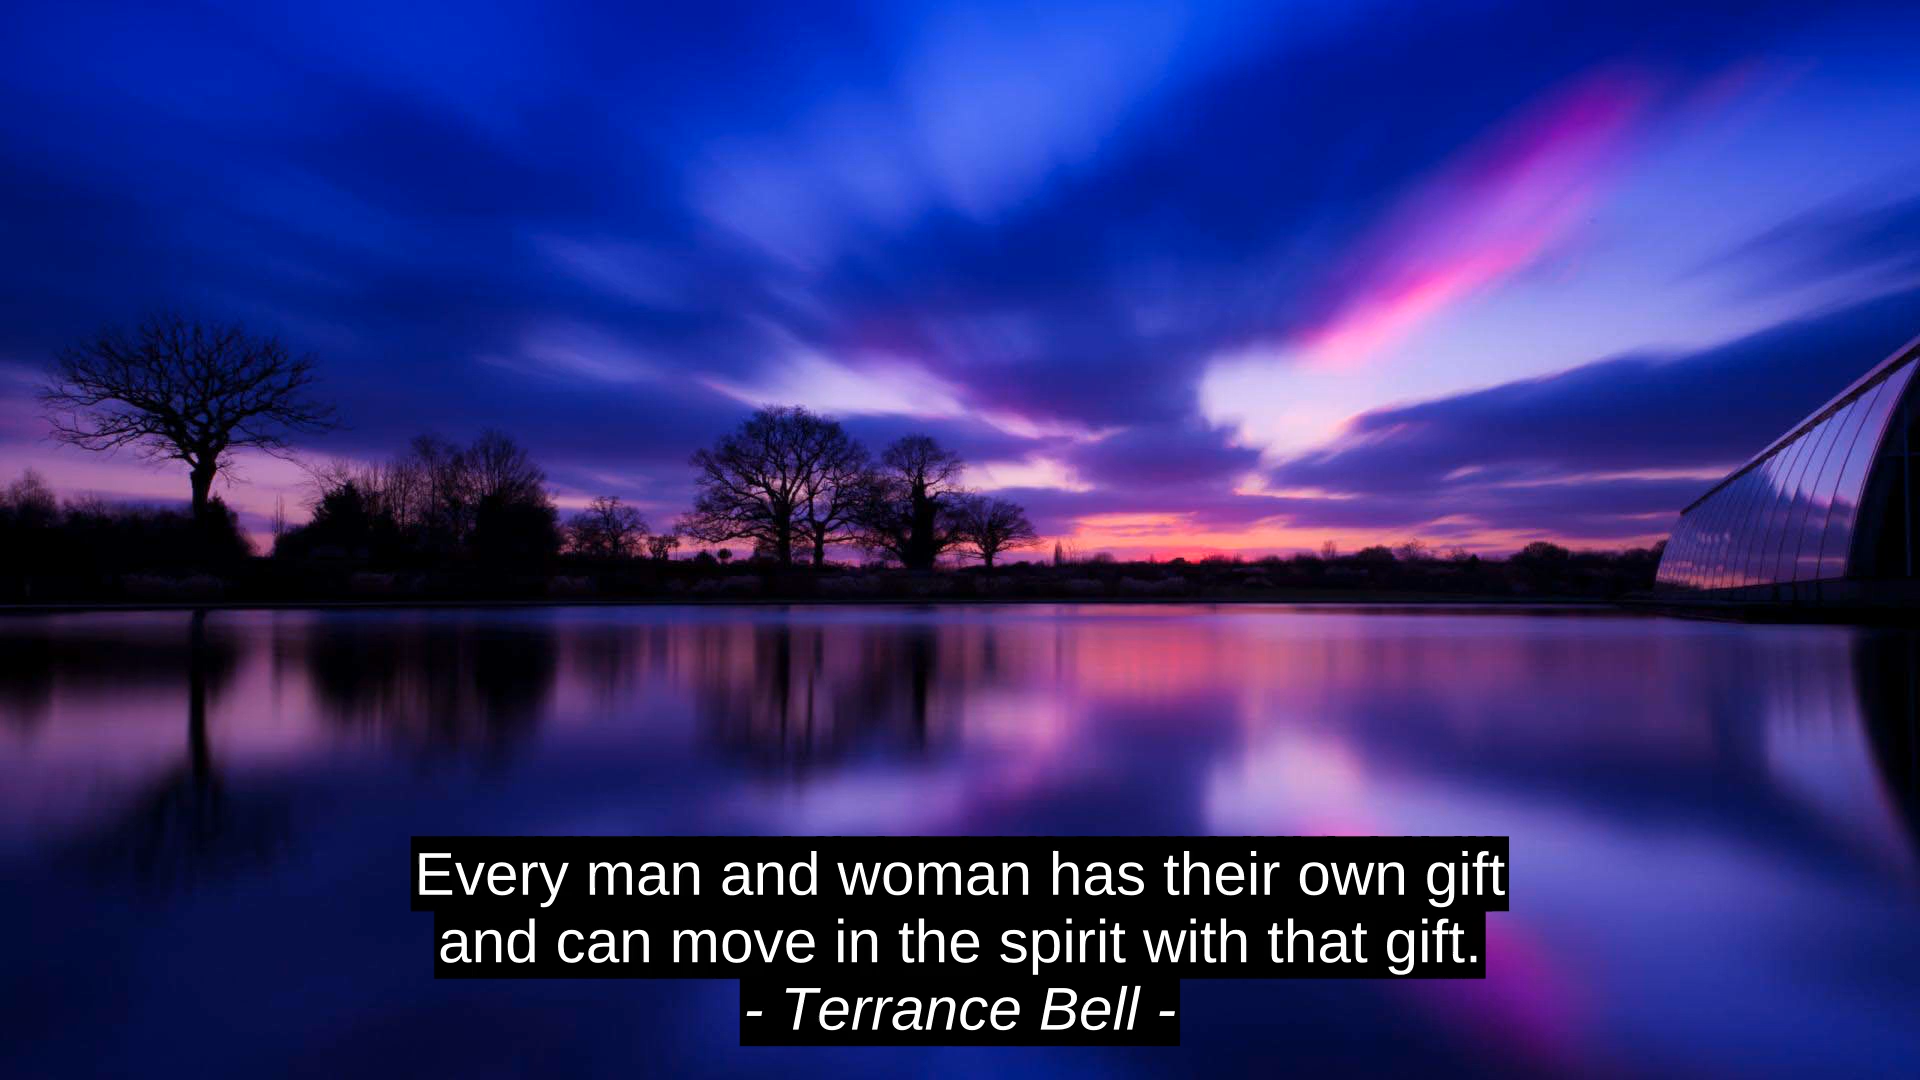 Every man and woman has their own gift
and can move in the spirit with that gift.
- Terrance Bell -